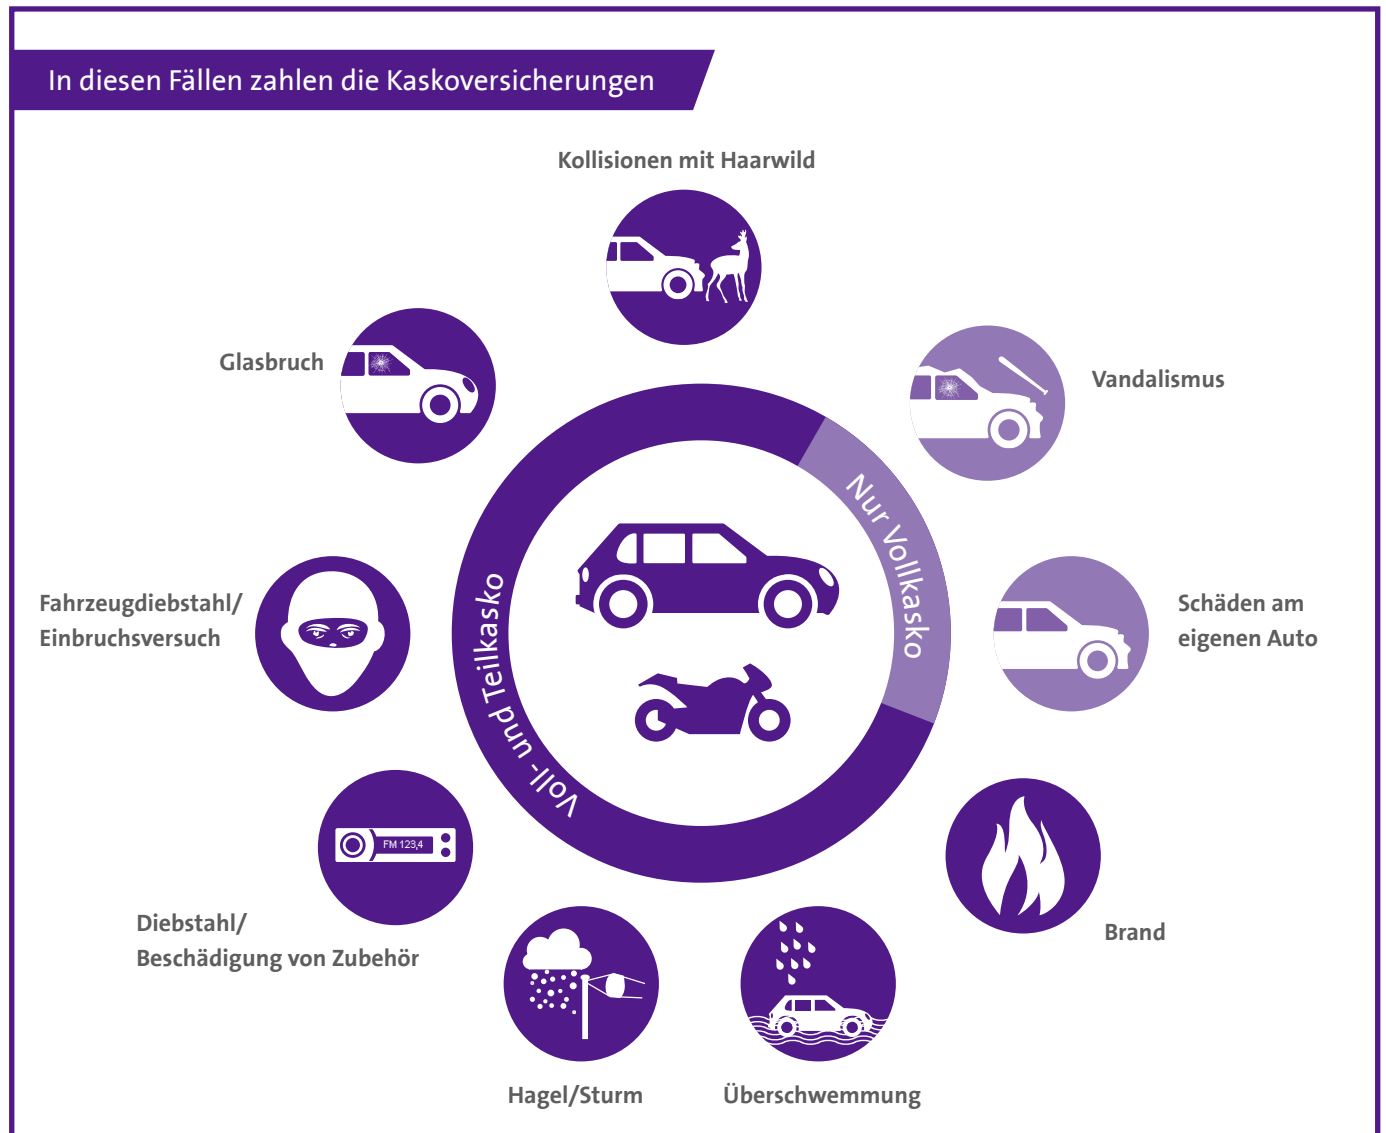 In diesen Fällen zahlen die Kaskoversicherungen
Kollisionen mit Haarwild
Glasbruch
Vandalismus
Nur Vollkasko
Voll- und Teilkasko
Fahrzeugdiebstahl/
Einbruchsversuch
Schäden am
eigenen Auto
FM 123,4
Diebstahl/
Beschädigung von Zubehör
Brand
Hagel/Sturm
Überschwemmung